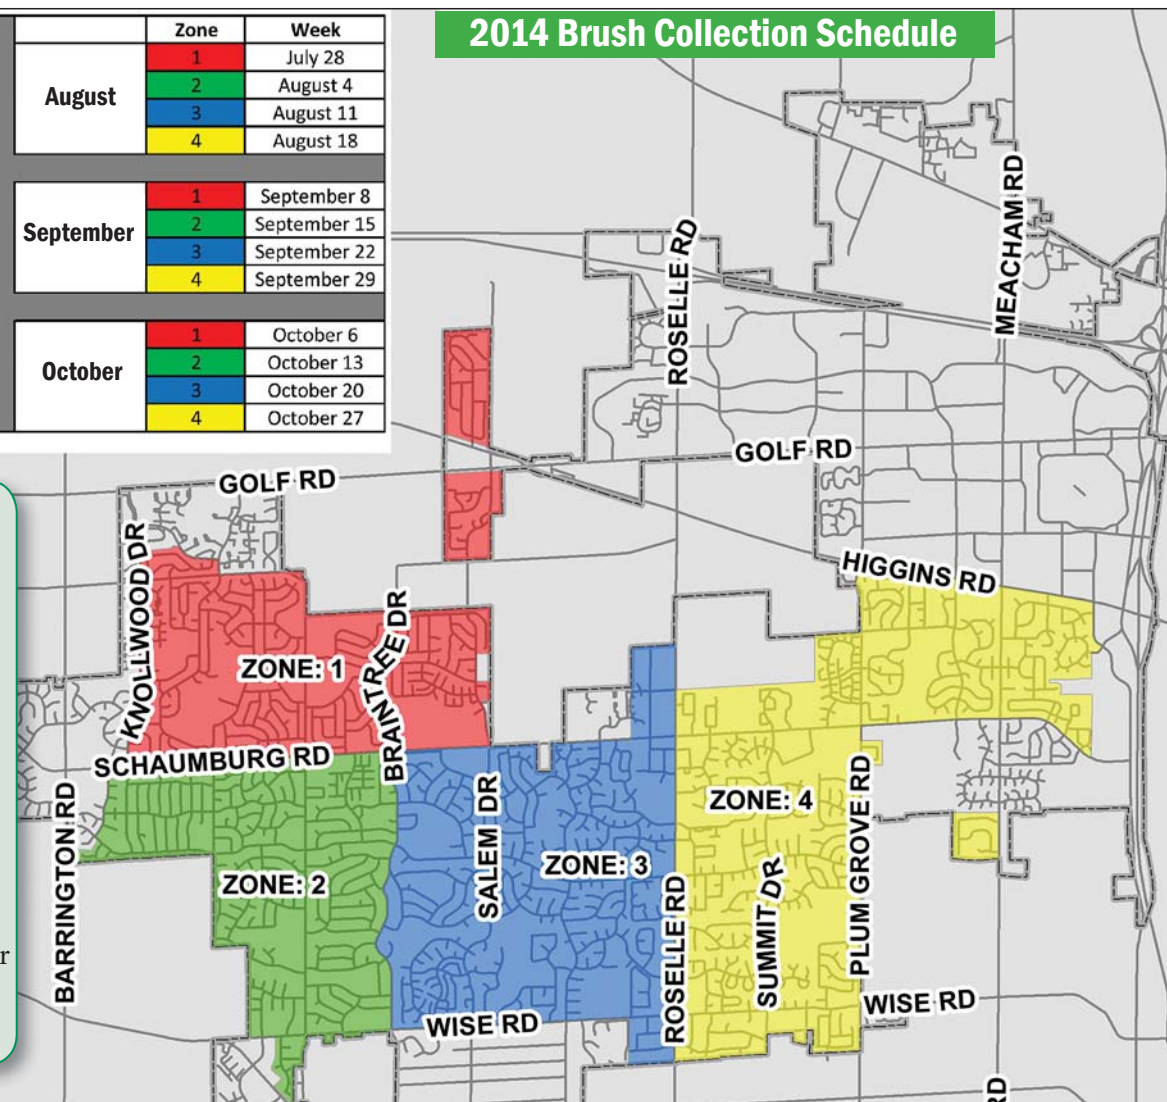 2014 Brush Collection Schedule
Zone Week
August
1 July 28
2 August 4
3 August 11
4 August 18
September
1 September 8
2 September 15
3 September 22
4 September 29
October
1 October 6
2 October 13
3 October 20
4 October 27
ROSELLE RD
MEACHAM RD
GOLF RD
GOLF RD
KNOLLWOOD DR
BRAINTREE DR
HIGGINS RD
ZONE: 1
SCHAUMBURG RD
BARRINGTON RD
ZONE: 2
SALEM DR
ZONE: 3
ROSELLE RD
ZONE: 4
SUMMIT DR
PLUM GROVE RD
WISE RD
WISE RD
r
RD